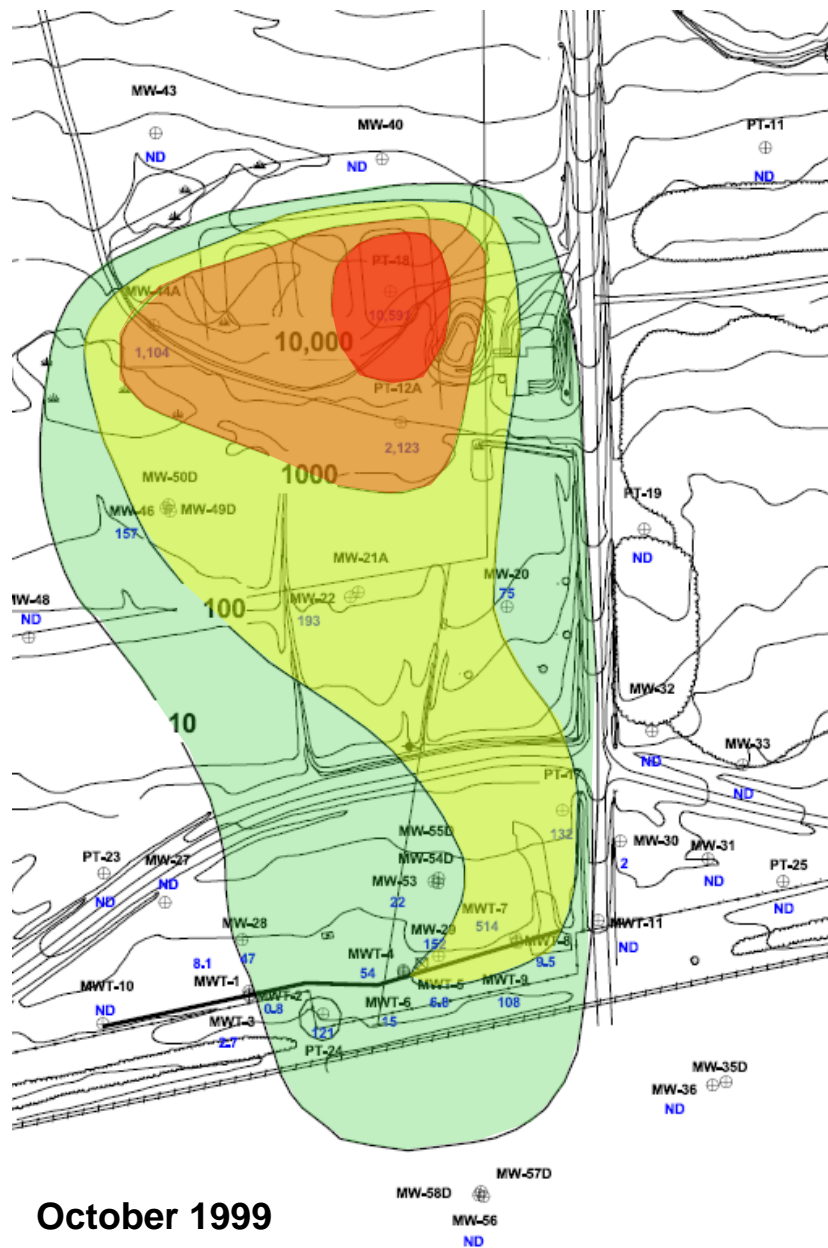 MW-43
ND
MW-40
ND
PT-11
ND
PT-18
10,591
MW-44A
1,104
10,000
PT-12A
2,123
1000
MW-50D
MW-46
MW-49D
157
PT-19
ND
MW-21A
MW-20
75
MW-22
193
100
MW-48
ND
MW-32
ND
10
MW-33
ND
PT-1
132
MW-55D
MW-54D
MW-53
22
MW-30
2
MW-31
ND
PT-23
ND
MW-27
ND
PT-25
ND
MW-28
47
8.1
MW-29
152
MWT-7
514
MWT-11
ND
MWT-8
9.5
MWT-4
54
MWT-10
ND
MWT-1
MWT-2
0.8
MWT-5
6.8
MWT-9
108
MWT-6
15
MWT-3
2.7
121
PT-24
MW-35D
MW-36
ND
MW-57D
MW-58D
MW-56
ND
October 1999